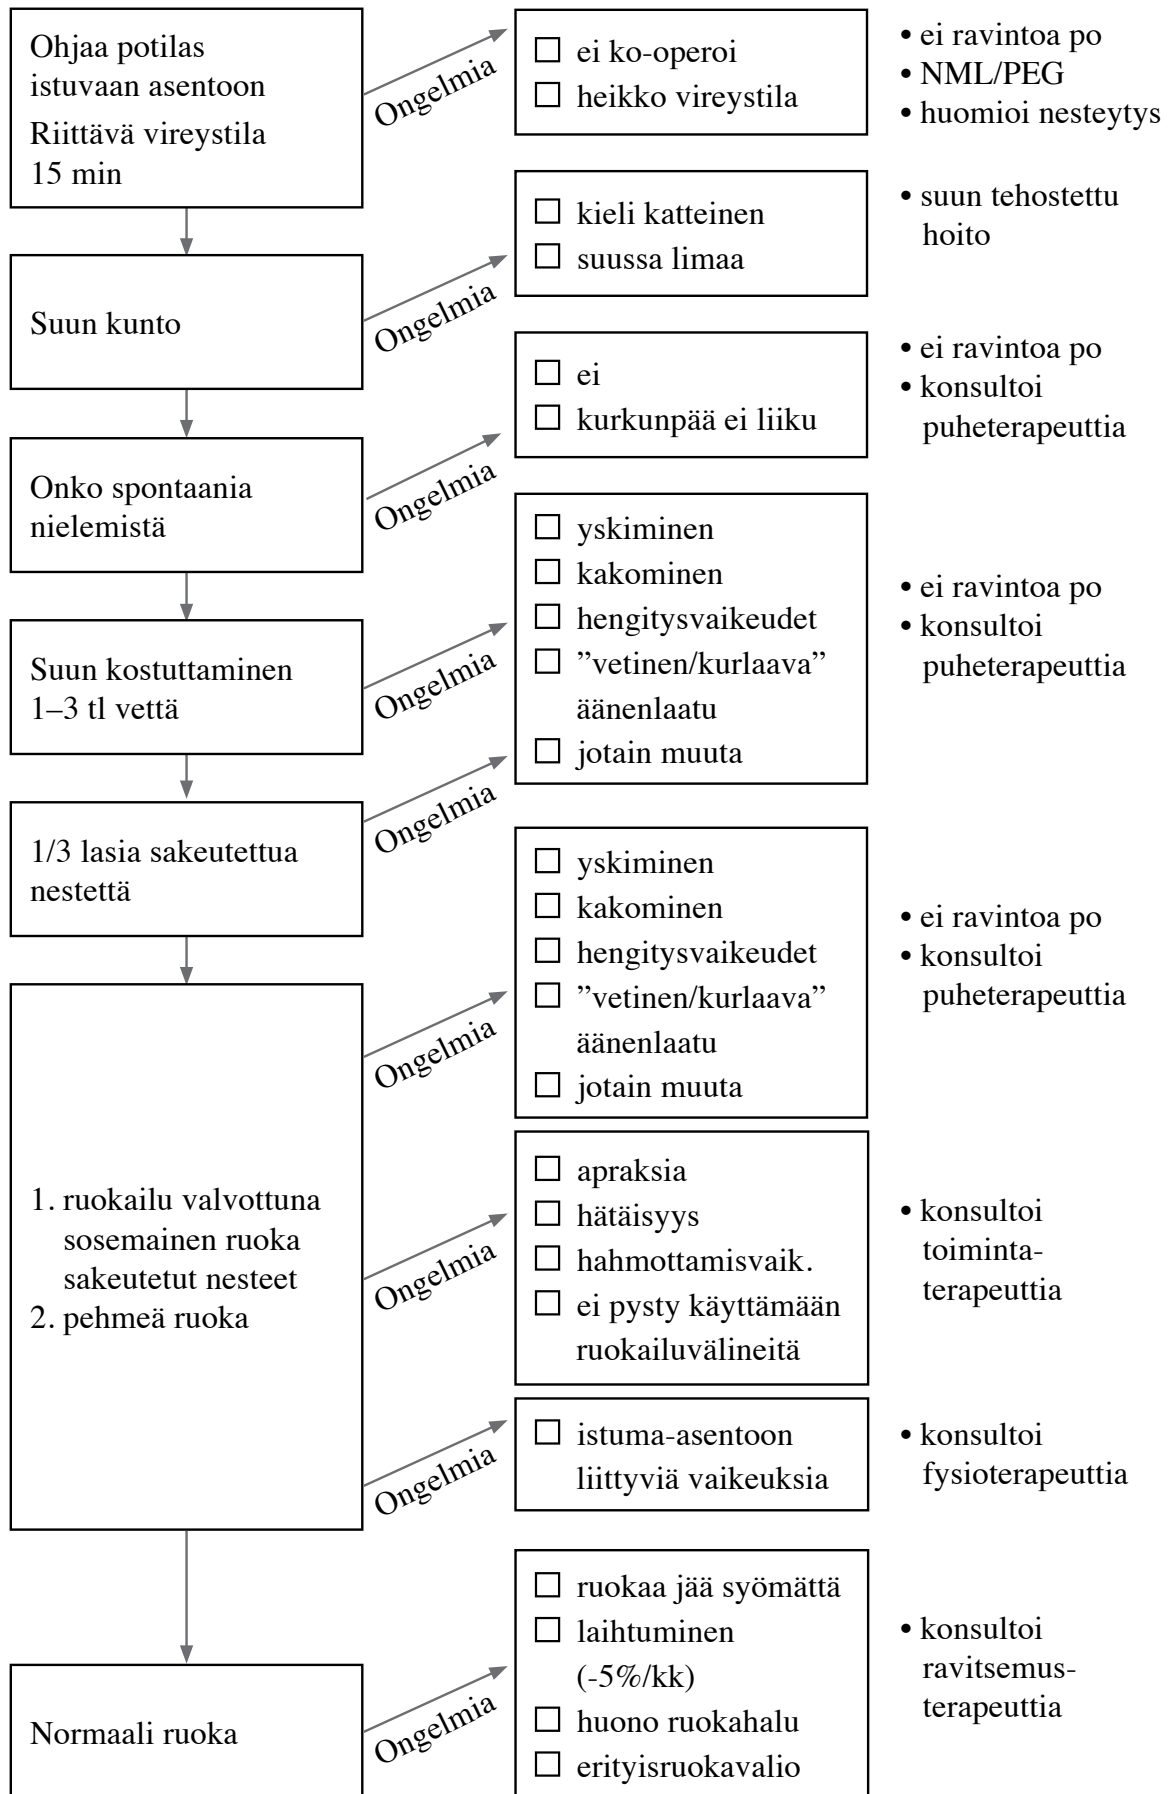 Ohjaa potilas
istuvaan asentoon
Riittävä vireystila
15 min
Ongelmia
☐ ei ko-operoi
☐ heikko vireystila
• ei ravintoa po
• NML/PEG
• huomioi nesteytys
Suun kunto
Ongelmia
☐ kieli katteinen
☐ suussa limaa
• suun tehostettu
hoito
Onko spontaania
nielemistä
Ongelmia
☐ ei
☐ kurkunpää ei liiku
• ei ravintoa po
• konsultoi
puheterapeuttia
Suun kostuttaminen
1–3 tl vettä
Ongelmia
1/3 lasia sakeutettua
nestettä
Ongelmia
☐ yskiminen
☐ kakominen
☐ hengitysvaikeudet
☐ ”vetinen/kurlaava”
äänenlaatu
☐ jotain muuta
• ei ravintoa po
• konsultoi
puheterapeuttia
1. ruokailu valvottuna
sosemainen ruoka
sakeutetut nesteet
2. pehmeä ruoka
Ongelmia
☐ yskiminen
☐ kakominen
☐ hengitysvaikeudet
☐ ”vetinen/kurlaava”
äänenlaatu
☐ jotain muuta
• ei ravintoa po
• konsultoi
puheterapeuttia
Ongelmia
☐ apraksia
☐ hätäisyys
☐ hahmottamisvaik.
☐ ei pysty käyttämään
ruokailuvälineitä
• konsultoi
toiminta-
terapeuttia
Ongelmia
☐ istuma-asentoon
liittyviä vaikeuksia
• konsultoi
fysioterapeuttia
Normaali ruoka
Ongelmia
☐ ruokaa jää syömättä
☐ laihtuminen
(-5%/kk)
☐ huono ruokahalu
☐ erityisruokavalio
• konsultoi
ravitsemus-
terapeuttia